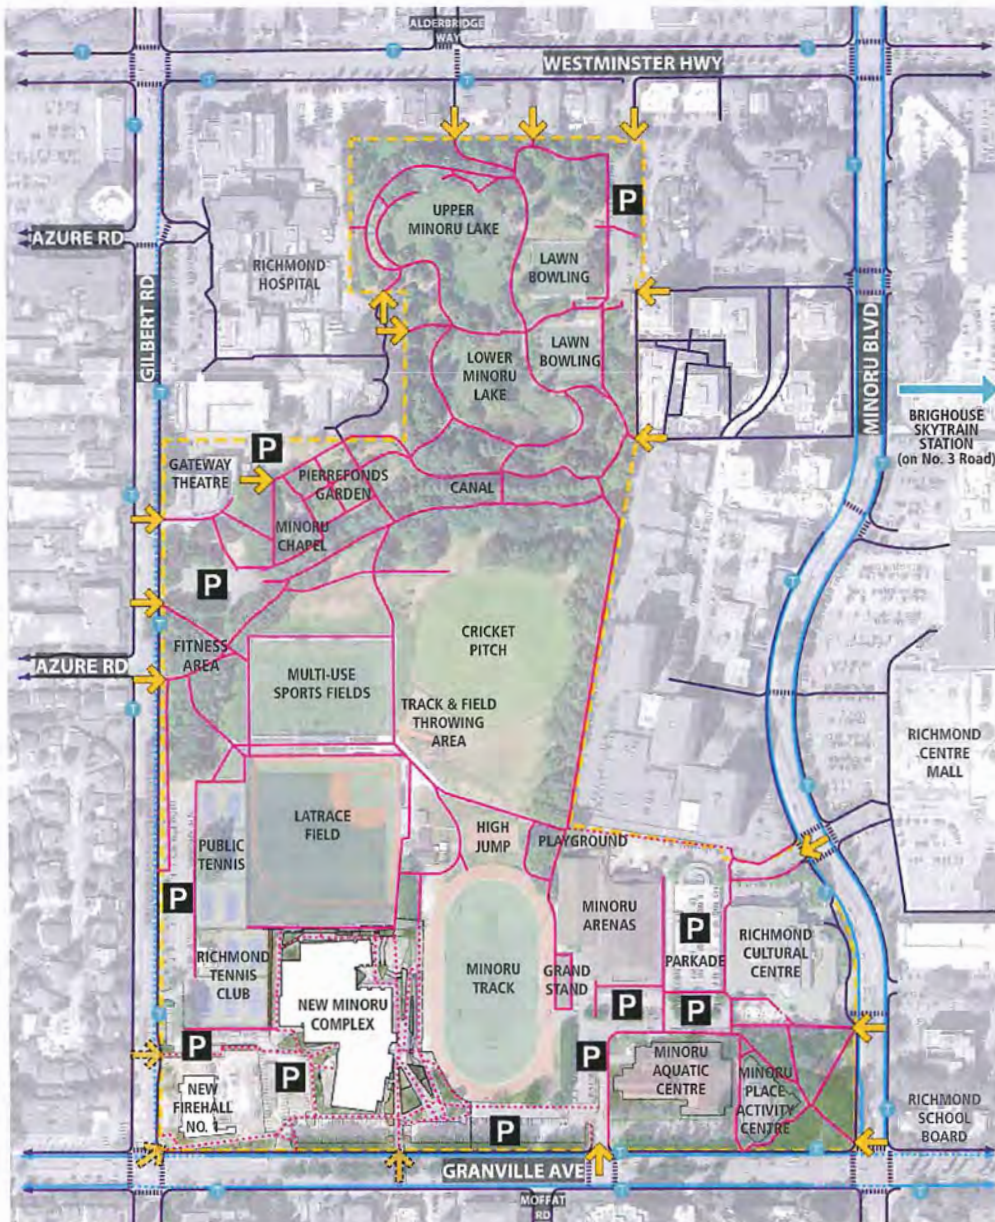 ALDERBRIDGE
WAY
WESTMINSTER HWY
T
T
T
T
T
T
T
P
UPPER
MINORU LAKE
AZURE RD
LAWN
BOWLING
RICHMOND
HOSPITAL
GILBERT RD
MINORU BLVD
LAWN
BOWLING
LOWER
MINORU
LAKE
T
BRIGHOUSE
SKYTRAIN
STATION
(on No. 3 Road)
P
GATEWAY
THEATRE
PIERREFONDS
GARDEN
CANAL
T
T
MINORU
CHAPEL
P
T
T
CRICKET
PITCH
FITNESS
AREA
AZURE RD
MULTI-USE
SPORTS FIELDS
TRACK & FIELD
THROWING
AREA
T
T
RICHMOND
CENTRE
MALL
LATRACE
FIELD
HIGH
JUMP
PLAYGROUND
PUBLIC
TENNIS
P
MINORU
ARENAS
P
PARKADE
RICHMOND
CULTURAL
CENTRE
RICHMOND
TENNIS
CLUB
MINORU
TRACK
GRAND
STAND
NEW MINORU
COMPLEX
P
P
T
P
P
P
MINORU
AQUATIC
CENTRE
MINORU
PLACE
ACTIVITY
CENTRE
NEW
FIREHALL
NO. 1
P
RICHMOND
SCHOOL
BOARD
T
T
T
GRANVILLE AVE
T
T
T
MOFFAT
RD